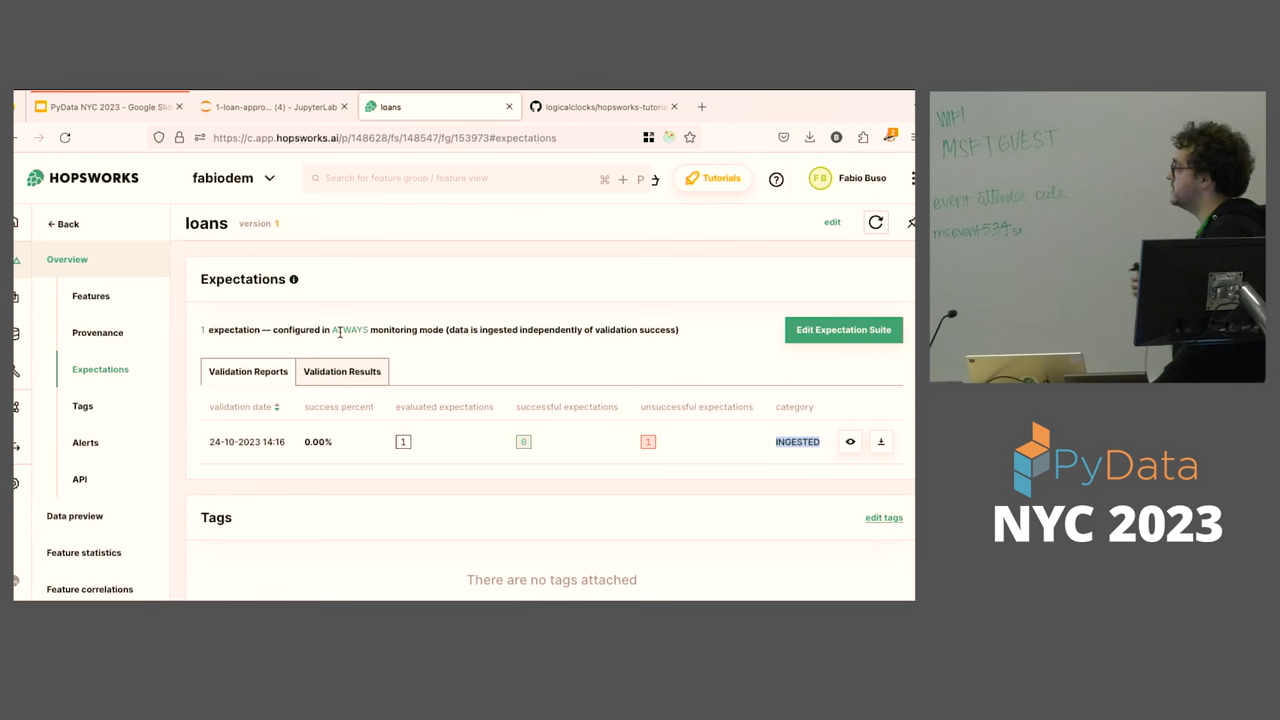 PyData NYC 2023 - Google Slid
1-loan-appro... (4) - JupyterLab
loans
logicalclocks/hopsworks-tutoria
https://c.app.hopsworks.ai/p/148628/fs/148547/fg/153973#expectations
B
2
HOPSWORKS
fabiodem
Search for feature group / feature view
+ P
Tutorials
F B
Fabio Buso
← Back
loans
version 1
edit
Overview
Features
Provenance
Expectations
Tags
Alerts
API
Data preview
Feature statistics
Feature correlations
Expectations
1 expectation — configured in ALWAYS monitoring mode (data is ingested independently of validation success)
Edit Expectation Suite
Validation Reports
Validation Results
validation date
success percent
evaluated expectations
successful expectations
unsuccessful expectations
category
24-10-2023 14:16
0.00%
1
0
1
INGESTED
Tags
edit tags
There are no tags attached
MSFTGUEST
event attendee code
msevent534si
PyData
NYC 2023